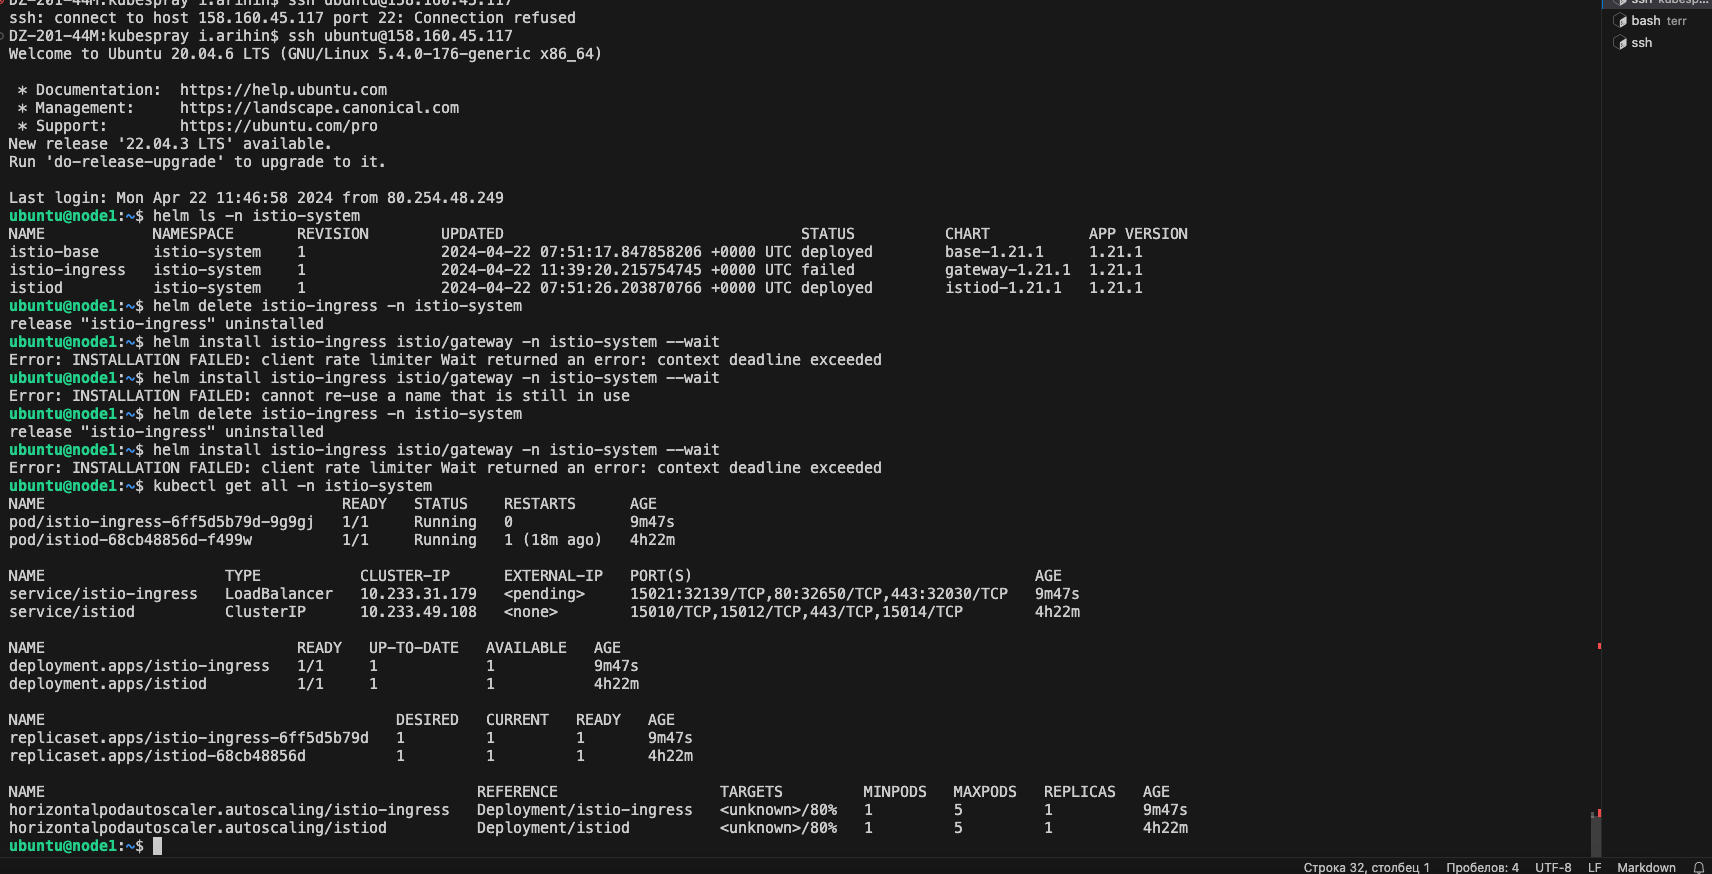 DZ-201-44M:kubespray i.arihin$ ssh ubuntu@158.160.45.117
ssh: connect to host 158.160.45.117 port 22: Connection refused
DZ-201-44M:kubespray i.arihin$ ssh ubuntu@158.160.45.117
Welcome to Ubuntu 20.04.6 LTS (GNU/Linux 5.4.0-176-generic x86_64)
* Documentation:  https://help.ubuntu.com
* Management:     https://landscape.canonical.com
* Support:        https://ubuntu.com/pro
New release '22.04.3 LTS' available.
Run 'do-release-upgrade' to upgrade to it.
Last login: Mon Apr 22 11:46:58 2024 from 80.254.48.249
ubuntu@node1:~$ helm ls -n istio-system
NAME NAMESPACE REVISION UPDATED STATUS CHART APP VERSION
istio-base istio-system 1 2024-04-22 07:51:17.847858206 +0000 UTC deployed base-1.21.1 1.21.1
istio-ingress istio-system 1 2024-04-22 11:39:20.215754745 +0000 UTC failed gateway-1.21.1 1.21.1
istiod istio-system 1 2024-04-22 07:51:26.203870766 +0000 UTC deployed istiod-1.21.1 1.21.1
ubuntu@node1:~$ helm delete istio-ingress -n istio-system
release "istio-ingress" uninstalled
ubuntu@node1:~$ helm install istio-ingress istio/gateway -n istio-system --wait
Error: INSTALLATION FAILED: client rate limiter Wait returned an error: context deadline exceeded
ubuntu@node1:~$ helm install istio-ingress istio/gateway -n istio-system --wait
Error: INSTALLATION FAILED: cannot re-use a name that is still in use
ubuntu@node1:~$ helm delete istio-ingress -n istio-system
release "istio-ingress" uninstalled
ubuntu@node1:~$ helm install istio-ingress istio/gateway -n istio-system --wait
Error: INSTALLATION FAILED: client rate limiter Wait returned an error: context deadline exceeded
ubuntu@node1:~$ kubectl get all -n istio-system
NAME READY STATUS RESTARTS AGE
pod/istio-ingress-6ff5d5b79d-9g9gj 1/1 Running 0 9m47s
pod/istiod-68cb48856d-f499w 1/1 Running 1 (18m ago) 4h22m
NAME TYPE CLUSTER-IP EXTERNAL-IP PORT(S) AGE
service/istio-ingress LoadBalancer 10.233.31.179 <pending> 15021:32139/TCP,80:32650/TCP,443:32030/TCP 9m47s
service/istiod ClusterIP 10.233.49.108 <none> 15010/TCP,15012/TCP,443/TCP,15014/TCP 4h22m
NAME READY UP-TO-DATE AVAILABLE AGE
deployment.apps/istio-ingress 1/1 1 1 9m47s
deployment.apps/istiod 1/1 1 1 4h22m
NAME DESIRED CURRENT READY AGE
replicaset.apps/istio-ingress-6ff5d5b79d 1 1 1 9m47s
replicaset.apps/istiod-68cb48856d 1 1 1 4h22m
NAME REFERENCE TARGETS MINPODS MAXPODS REPLICAS AGE
horizontalpodautoscaler.autoscaling/istio-ingress Deployment/istio-ingress <unknown>/80% 1 5 1 9m47s
horizontalpodautoscaler.autoscaling/istiod Deployment/istiod <unknown>/80% 1 5 1 4h22m
ubuntu@node1:~$
ssh kubesp...
bash terr
ssh
Строка 32, столбец 1 Пробелов: 4 UTF-8 LF Markdown